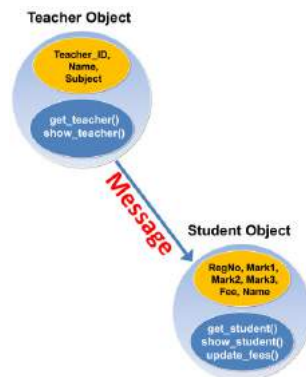 Teacher Object
Teacher_ID,
Name,
Subject
get_teacher()
show_teacher()
Message
Student Object
RegNo, Mark1,
Mark2, Mark3,
Fee, Name
get_student()
show_student()
update_fees()